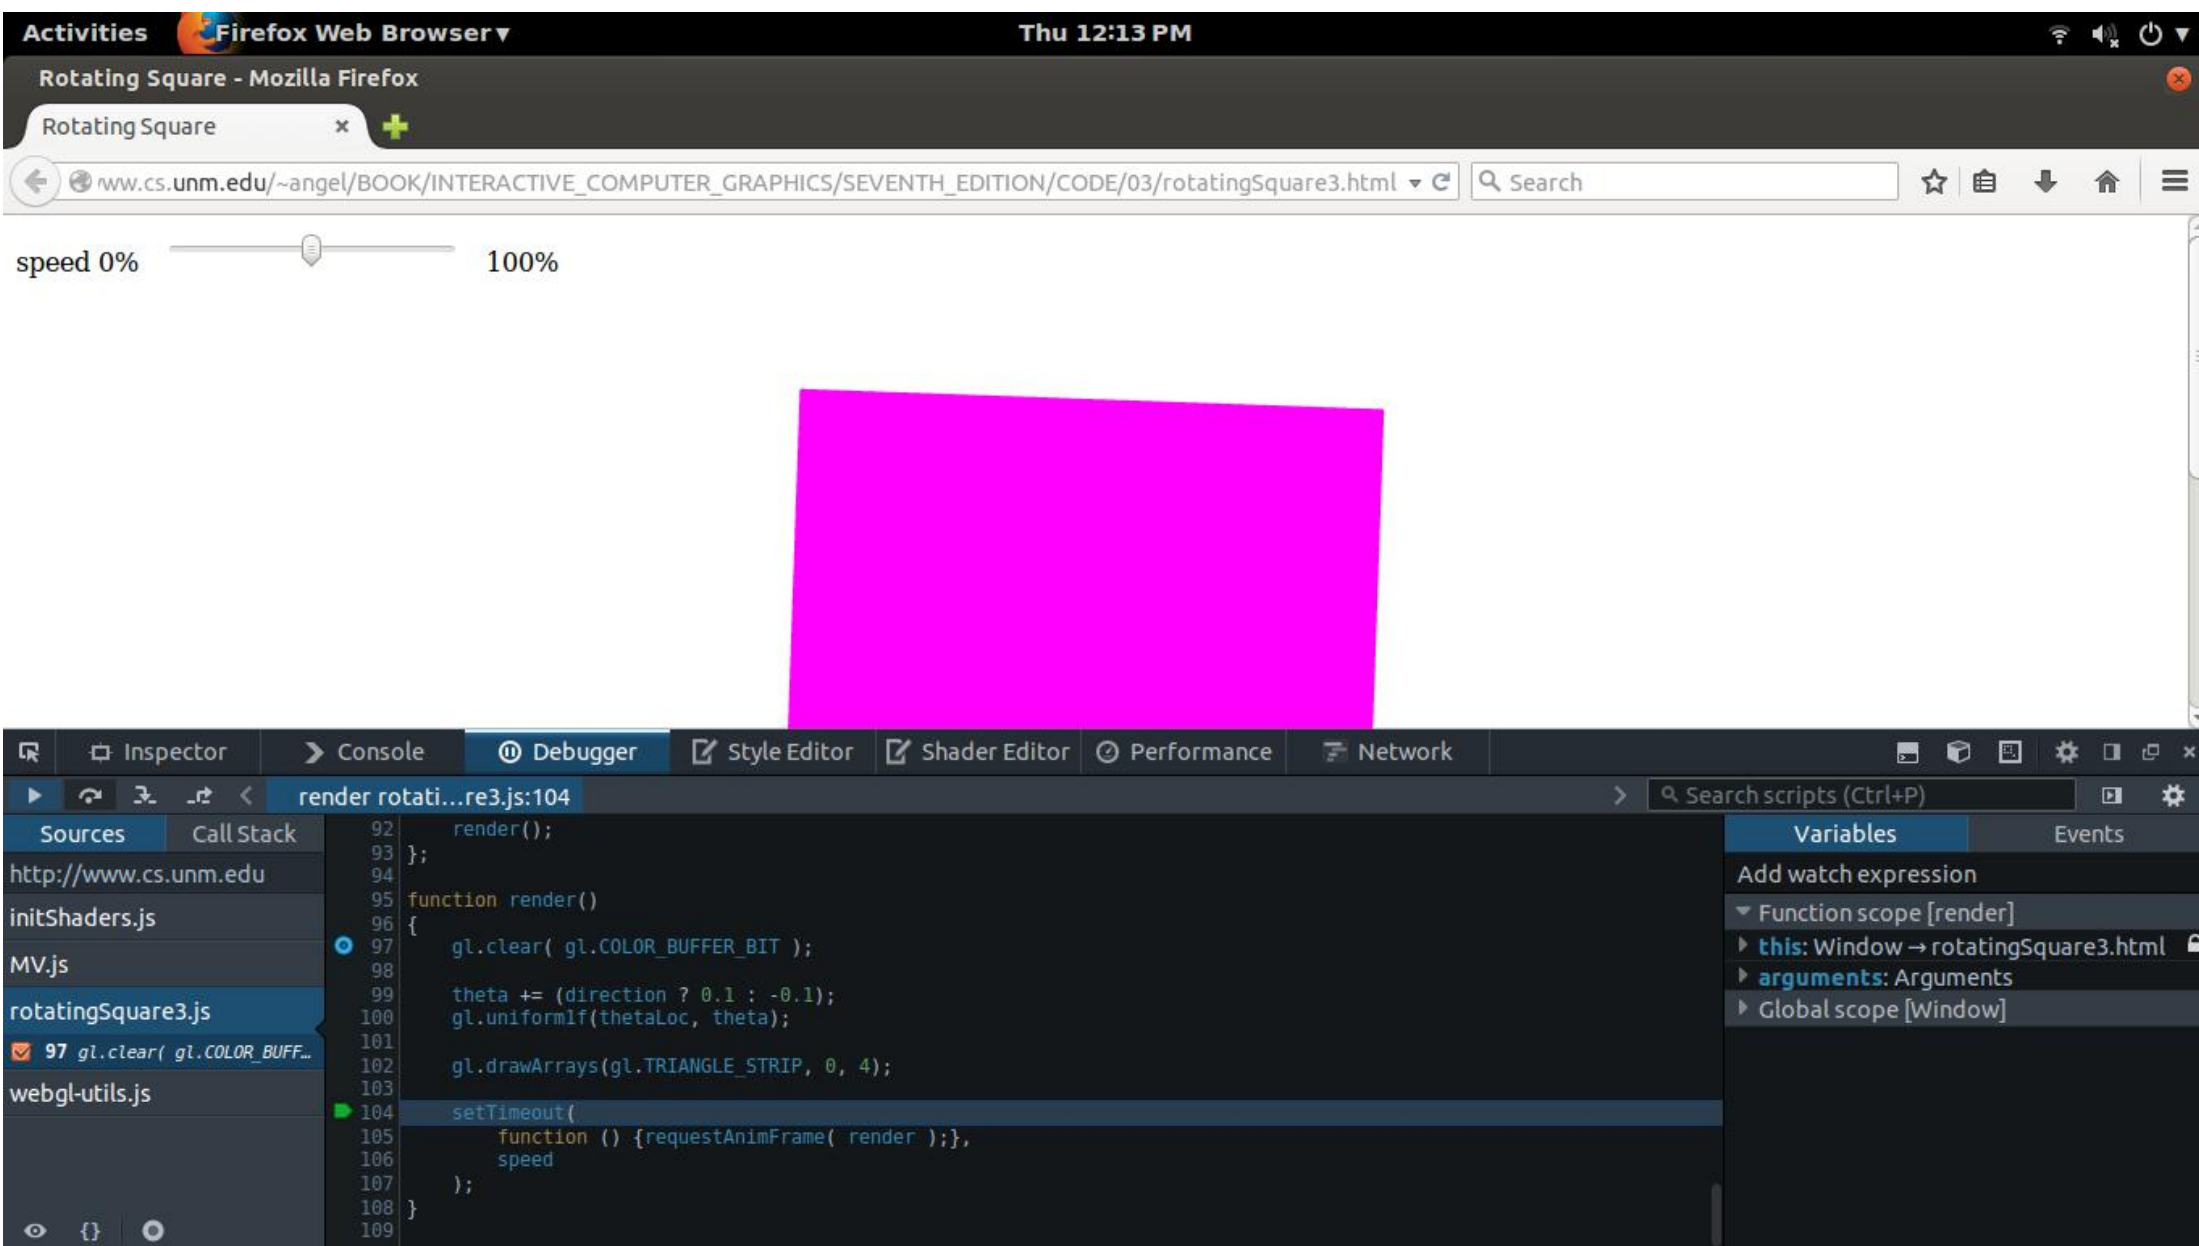 Activities Firefox Web Browser Thu 12:13 PM
Rotating Square - Mozilla Firefox
Rotating Square
www.cs.unm.edu/~angel/BOOK/INTERACTIVE_COMPUTER_GRAPHICS/SEVENTH_EDITION/CODE/03/rotatingSquare3.html Search
speed 0% 100%
Inspector Console Debugger Style Editor Shader Editor Performance Network
render rotati...re3.js:104 Search scripts (Ctrl+P)
Sources Call Stack
http://www.cs.unm.edu
initShaders.js
MV.js
rotatingSquare3.js
97 gl.clear( gl.COLOR_BUFF...
webgl-utils.js
{}
92 render();
93 };
94
95 function render()
96 {
97 gl.clear( gl.COLOR_BUFFER_BIT );
98
99 theta += (direction ? 0.1 : -0.1);
100 gl.uniform1f(thetaLoc, theta);
101
102 gl.drawArrays(gl.TRIANGLE_STRIP, 0, 4);
103
104 setTimeout(
105 function () {requestAnimFrame( render );},
106 speed
107 );
108 }
109
Variables Events
Add watch expression
Function scope [render]
this: Window → rotatingSquare3.html
arguments: Arguments
Global scope [Window]